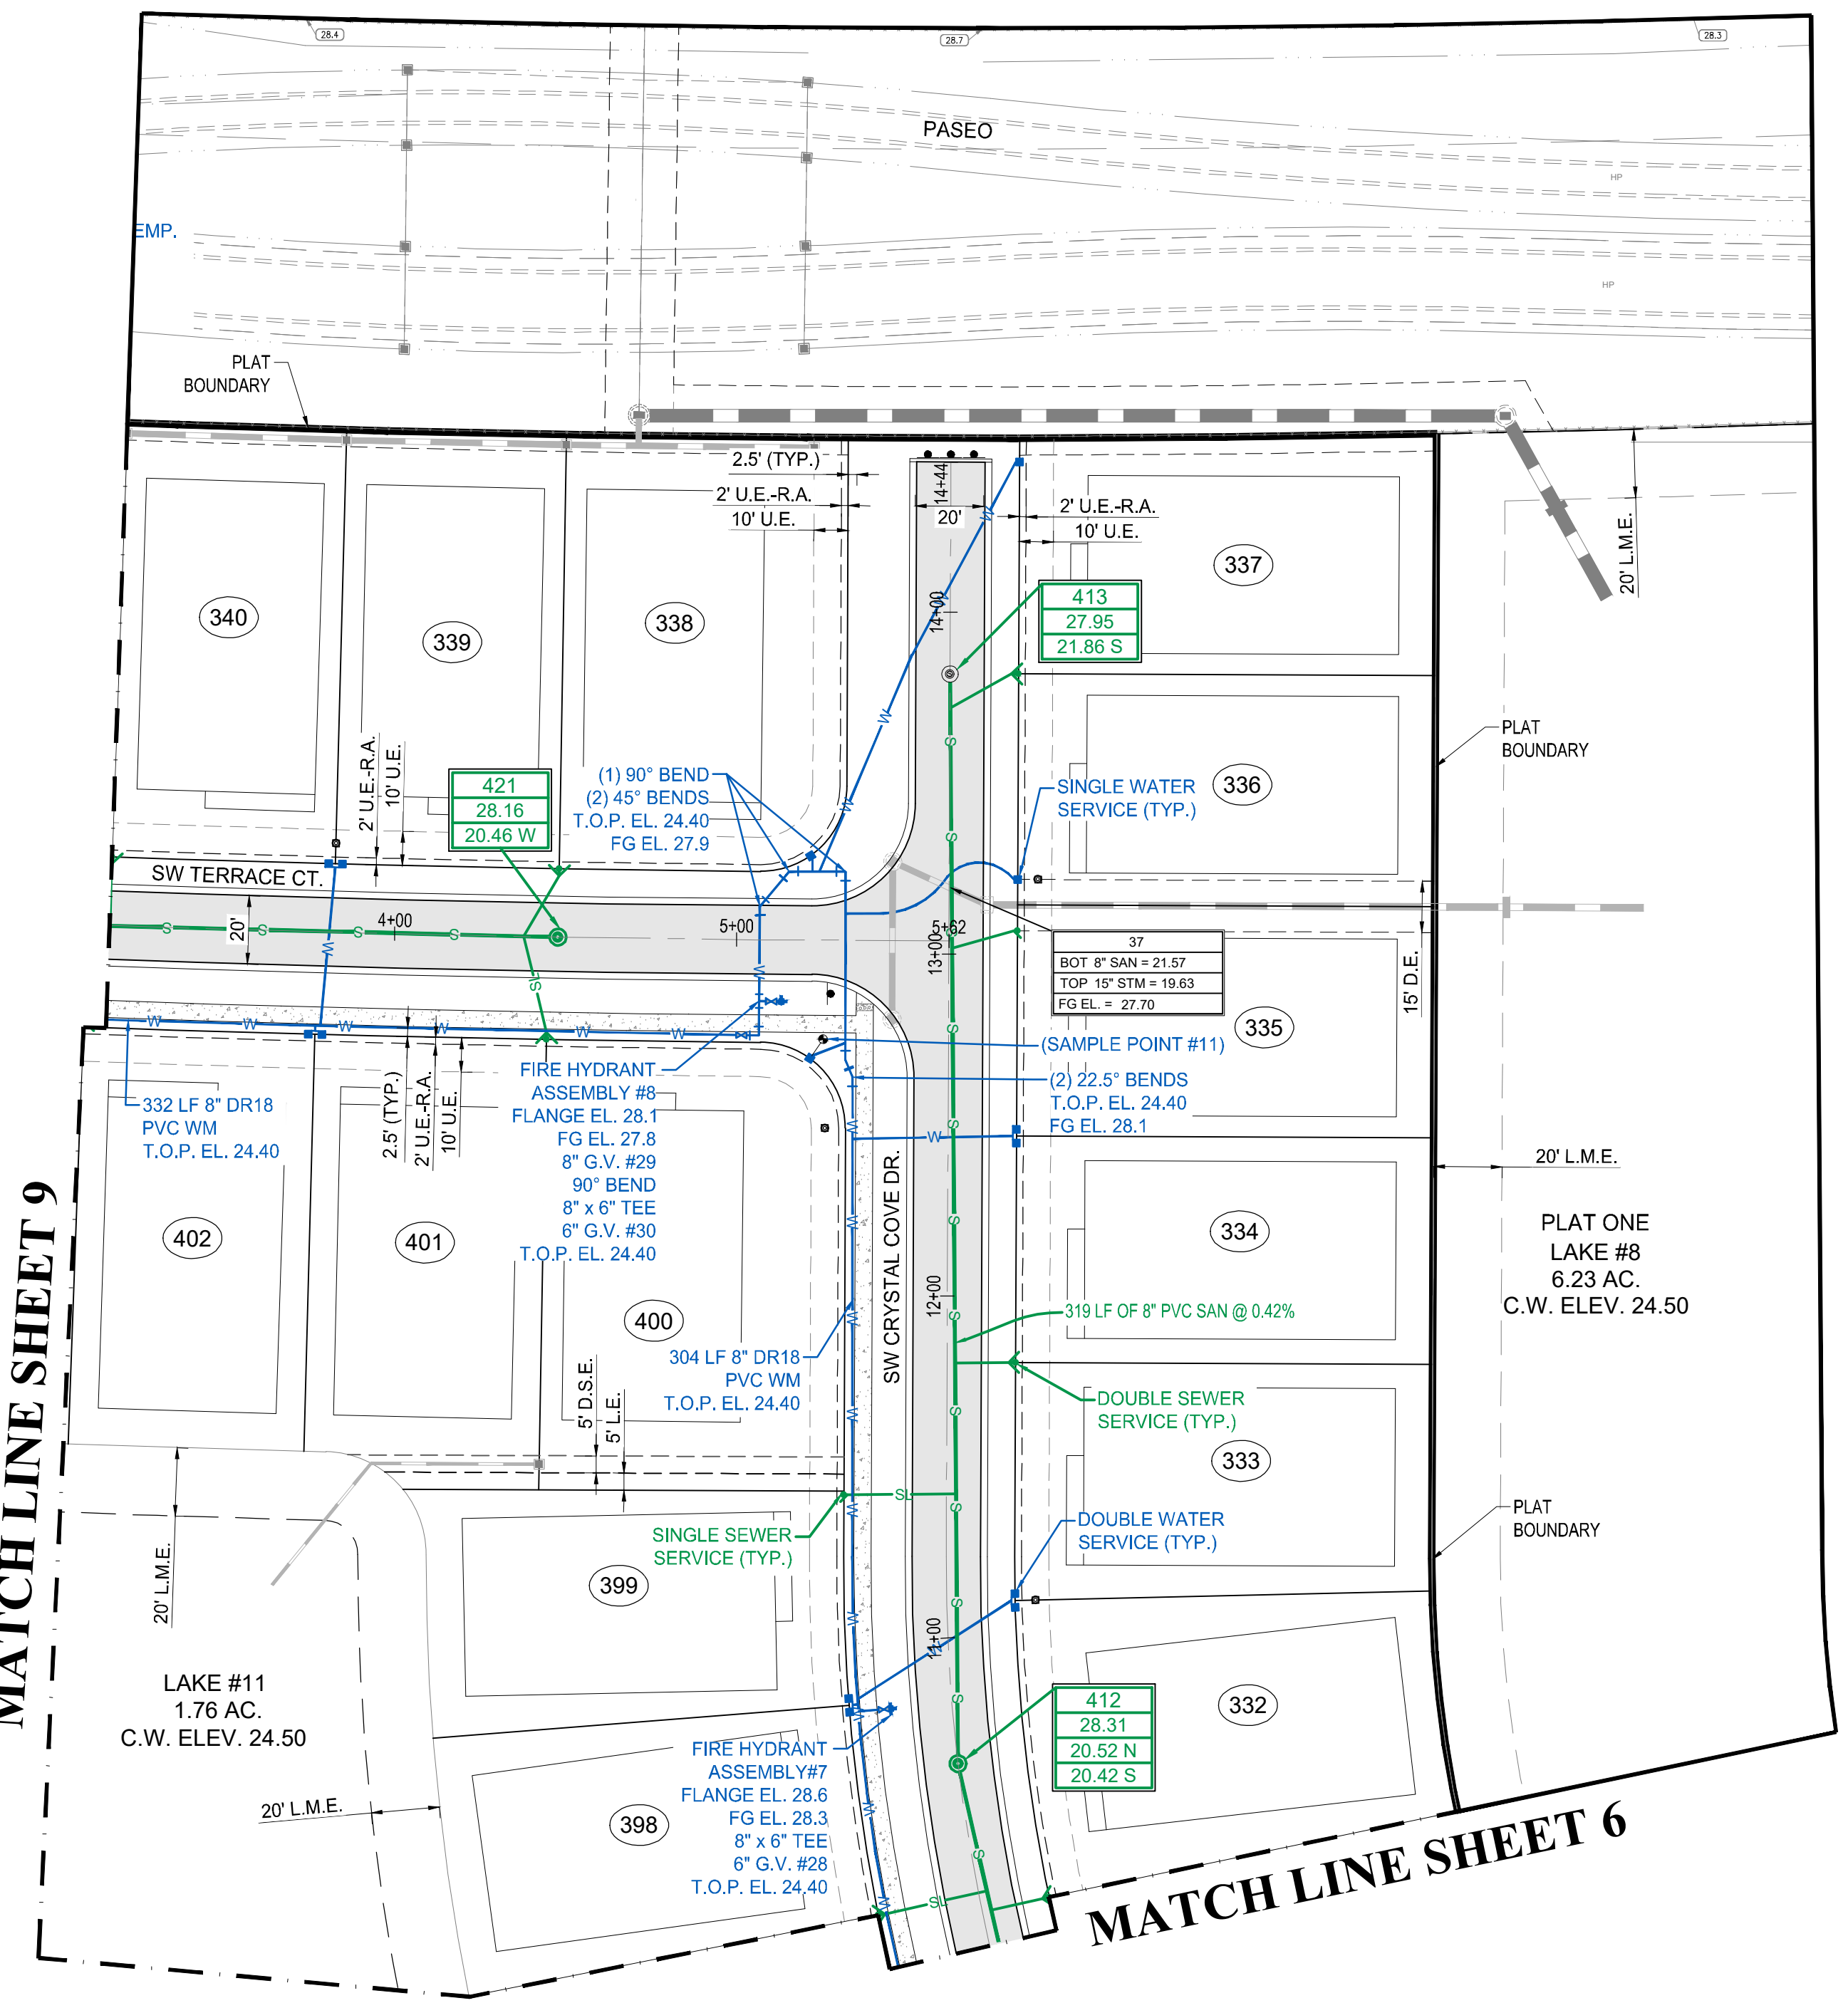 28.4
28.7
28.3
PASEO
HP
EMP.
HP
PLAT
BOUNDARY
2.5' (TYP.)
2' U.E.-R.A.
10' U.E.
14+44
20'
2' U.E.-R.A.
10' U.E.
20' L.M.E.
337
340
339
338
14+00
413
27.95
21.86 S
W
W
W
PLAT
BOUNDARY
2' U.E.-R.A.
10' U.E.
421
28.16
20.46 W
(1) 90° BEND
(2) 45° BENDS
T.O.P. EL. 24.40
FG EL. 27.9
S
SINGLE WATER
SERVICE (TYP.)
336
S
SW TERRACE CT.
20'
S
S
S
S
4+00
5+00
5+62
13+00
W
W
SL
37
BOT 8" SAN = 21.57
TOP 15" STM = 19.63
FG EL. = 27.70
15' D.E.
335
W
W
W
W
W
W
S
(SAMPLE POINT #11)
FIRE HYDRANT
ASSEMBLY #8
FLANGE EL. 28.1
FG EL. 27.8
8" G.V. #29
90° BEND
8" x 6" TEE
6" G.V. #30
T.O.P. EL. 24.40
(2) 22.5° BENDS
T.O.P. EL. 24.40
FG EL. 28.1
332 LF 8" DR18
PVC WM
T.O.P. EL. 24.40
2.5' (TYP.)
2' U.E.-R.A.
10' U.E.
W
S
20' L.M.E.
MATCH LINE SHEET 9
402
401
W
S
SW CRYSTAL COVE DR.
334
PLAT ONE
LAKE #8
6.23 AC.
C.W. ELEV. 24.50
400
12+00
W
S
319 LF OF 8" PVC SAN @ 0.42%
304 LF 8" DR18
PVC WM
T.O.P. EL. 24.40
5' D.S.E.
5' L.E.
W
S
DOUBLE SEWER
SERVICE (TYP.)
333
SL
W
S
PLAT
BOUNDARY
SINGLE SEWER
SERVICE (TYP.)
DOUBLE WATER
SERVICE (TYP.)
20' L.M.E.
399
W
S
11+00
W
LAKE #11
1.76 AC.
C.W. ELEV. 24.50
S
W
412
28.31
20.52 N
20.42 S
332
FIRE HYDRANT
ASSEMBLY#7
FLANGE EL. 28.6
FG EL. 28.3
8" x 6" TEE
6" G.V. #28
T.O.P. EL. 24.40
20' L.M.E.
398
W
S
W
SL
MATCH LINE SHEET 6